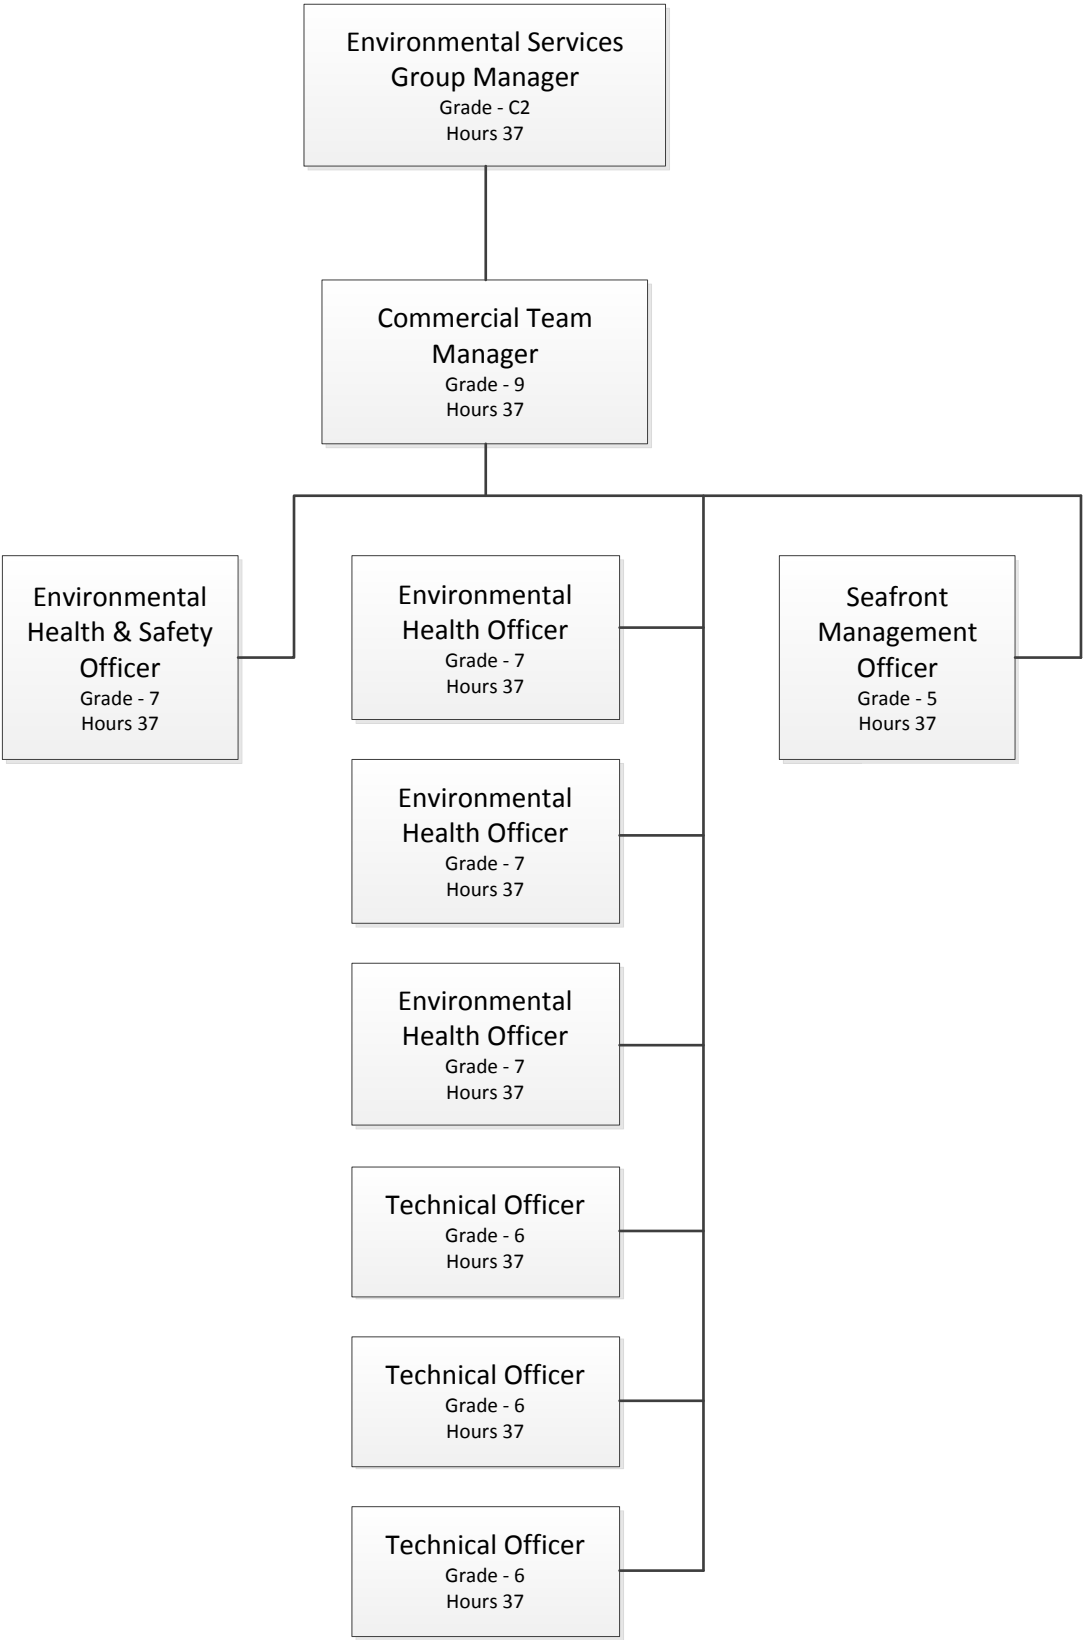 Environmental Services
Group Manager
Grade - C2
Hours 37
Commercial Team
Manager
Grade - 9
Hours 37
Environmental
Health & Safety
Officer
Grade - 7
Hours 37
Environmental
Health Officer
Grade - 7
Hours 37
Seafront
Management
Officer
Grade - 5
Hours 37
Environmental
Health Officer
Grade - 7
Hours 37
Environmental
Health Officer
Grade - 7
Hours 37
Technical Officer
Grade - 6
Hours 37
Technical Officer
Grade - 6
Hours 37
Technical Officer
Grade - 6
Hours 37